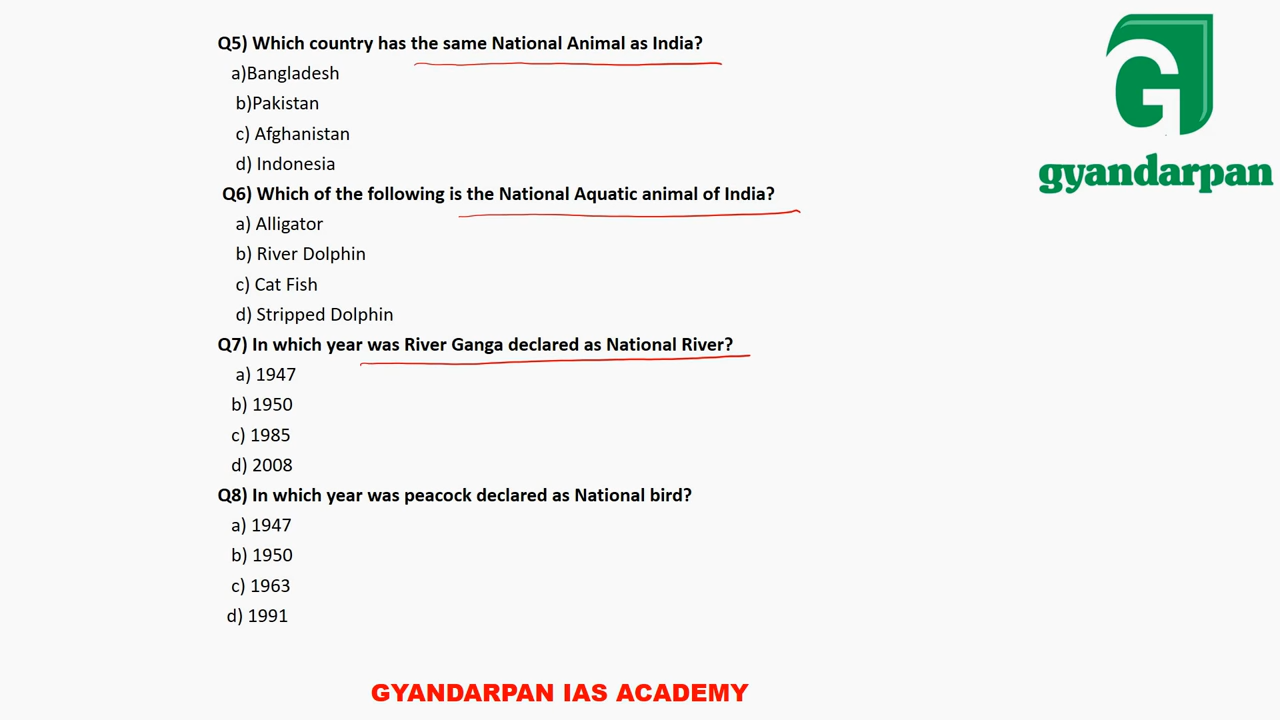 Q5) Which country has the same National Animal as India?
a)Bangladesh
b)Pakistan
c) Afghanistan
d) Indonesia
Q6) Which of the following is the National Aquatic animal of India?
a) Alligator
b) River Dolphin
c) Cat Fish
d) Stripped Dolphin
Q7) In which year was River Ganga declared as National River?
a) 1947
b) 1950
c) 1985
d) 2008
Q8) In which year was peacock declared as National bird?
a) 1947
b) 1950
c) 1963
d) 1991
GYANDARPAN IAS ACADEMY
G
gyandarpan